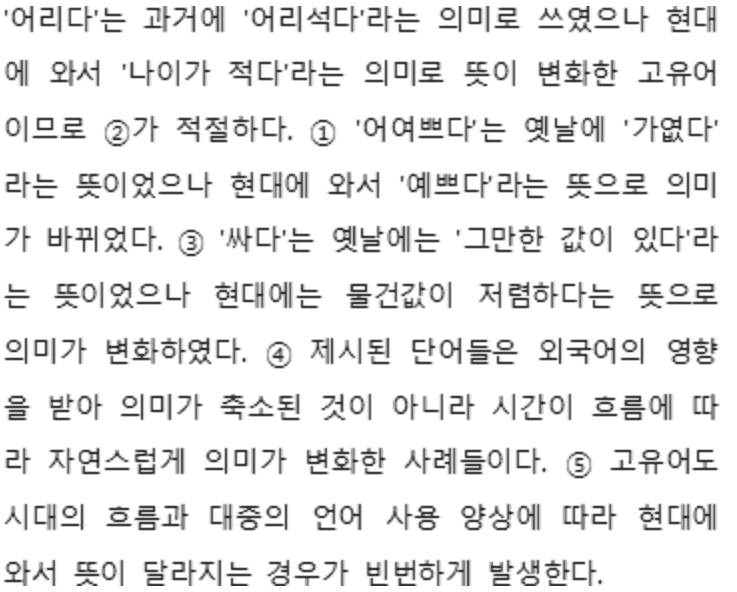 '어리다'는 과거에 '어리석다'라는 의미로 쓰였으나 현대
에 와서 '나이가 적다'라는 의미로 뜻이 변화한 고유어
이므로 ②가 적절하다. ① '어여쁘다'는 옛날에 '가엾다'
라는 뜻이었으나 현대에 와서 '예쁘다'라는 뜻으로 의미
가 바뀌었다. ③ '싸다'는 옛날에는 '그만한 값이 있다'라
는 뜻이었으나 현대에는 물건값이 저렴하다는 뜻으로
의미가 변화하였다. ④ 제시된 단어들은 외국어의 영향
을 받아 의미가 축소된 것이 아니라 시간이 흐름에 따
라 자연스럽게 의미가 변화한 사례들이다. ⑤ 고유어도
시대의 흐름과 대중의 언어 사용 양상에 따라 현대에
와서 뜻이 달라지는 경우가 빈번하게 발생한다.